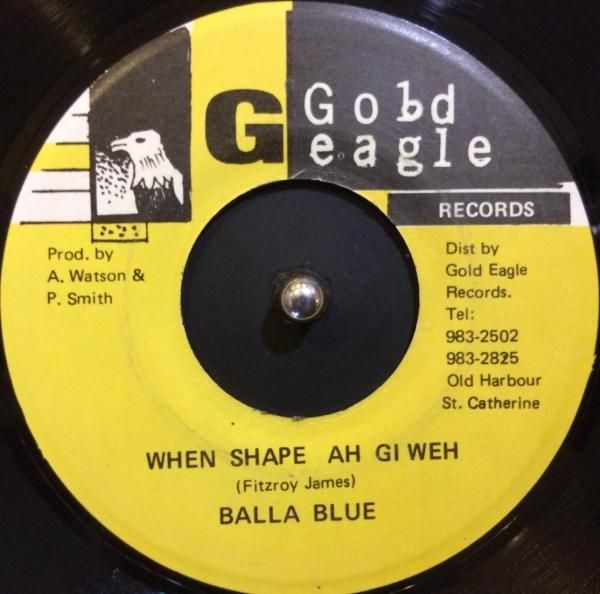 G
Gold
eagle
RECORDS
Prod. by
A. Watson &
P. Smith
Dist by
Gold Eagle
Records.
Tel:
983-2502
983-2825
Old Harbour
St. Catherine
WHEN SHAPE AH GI WEH
(Fitzroy James)
BALLA BLUE